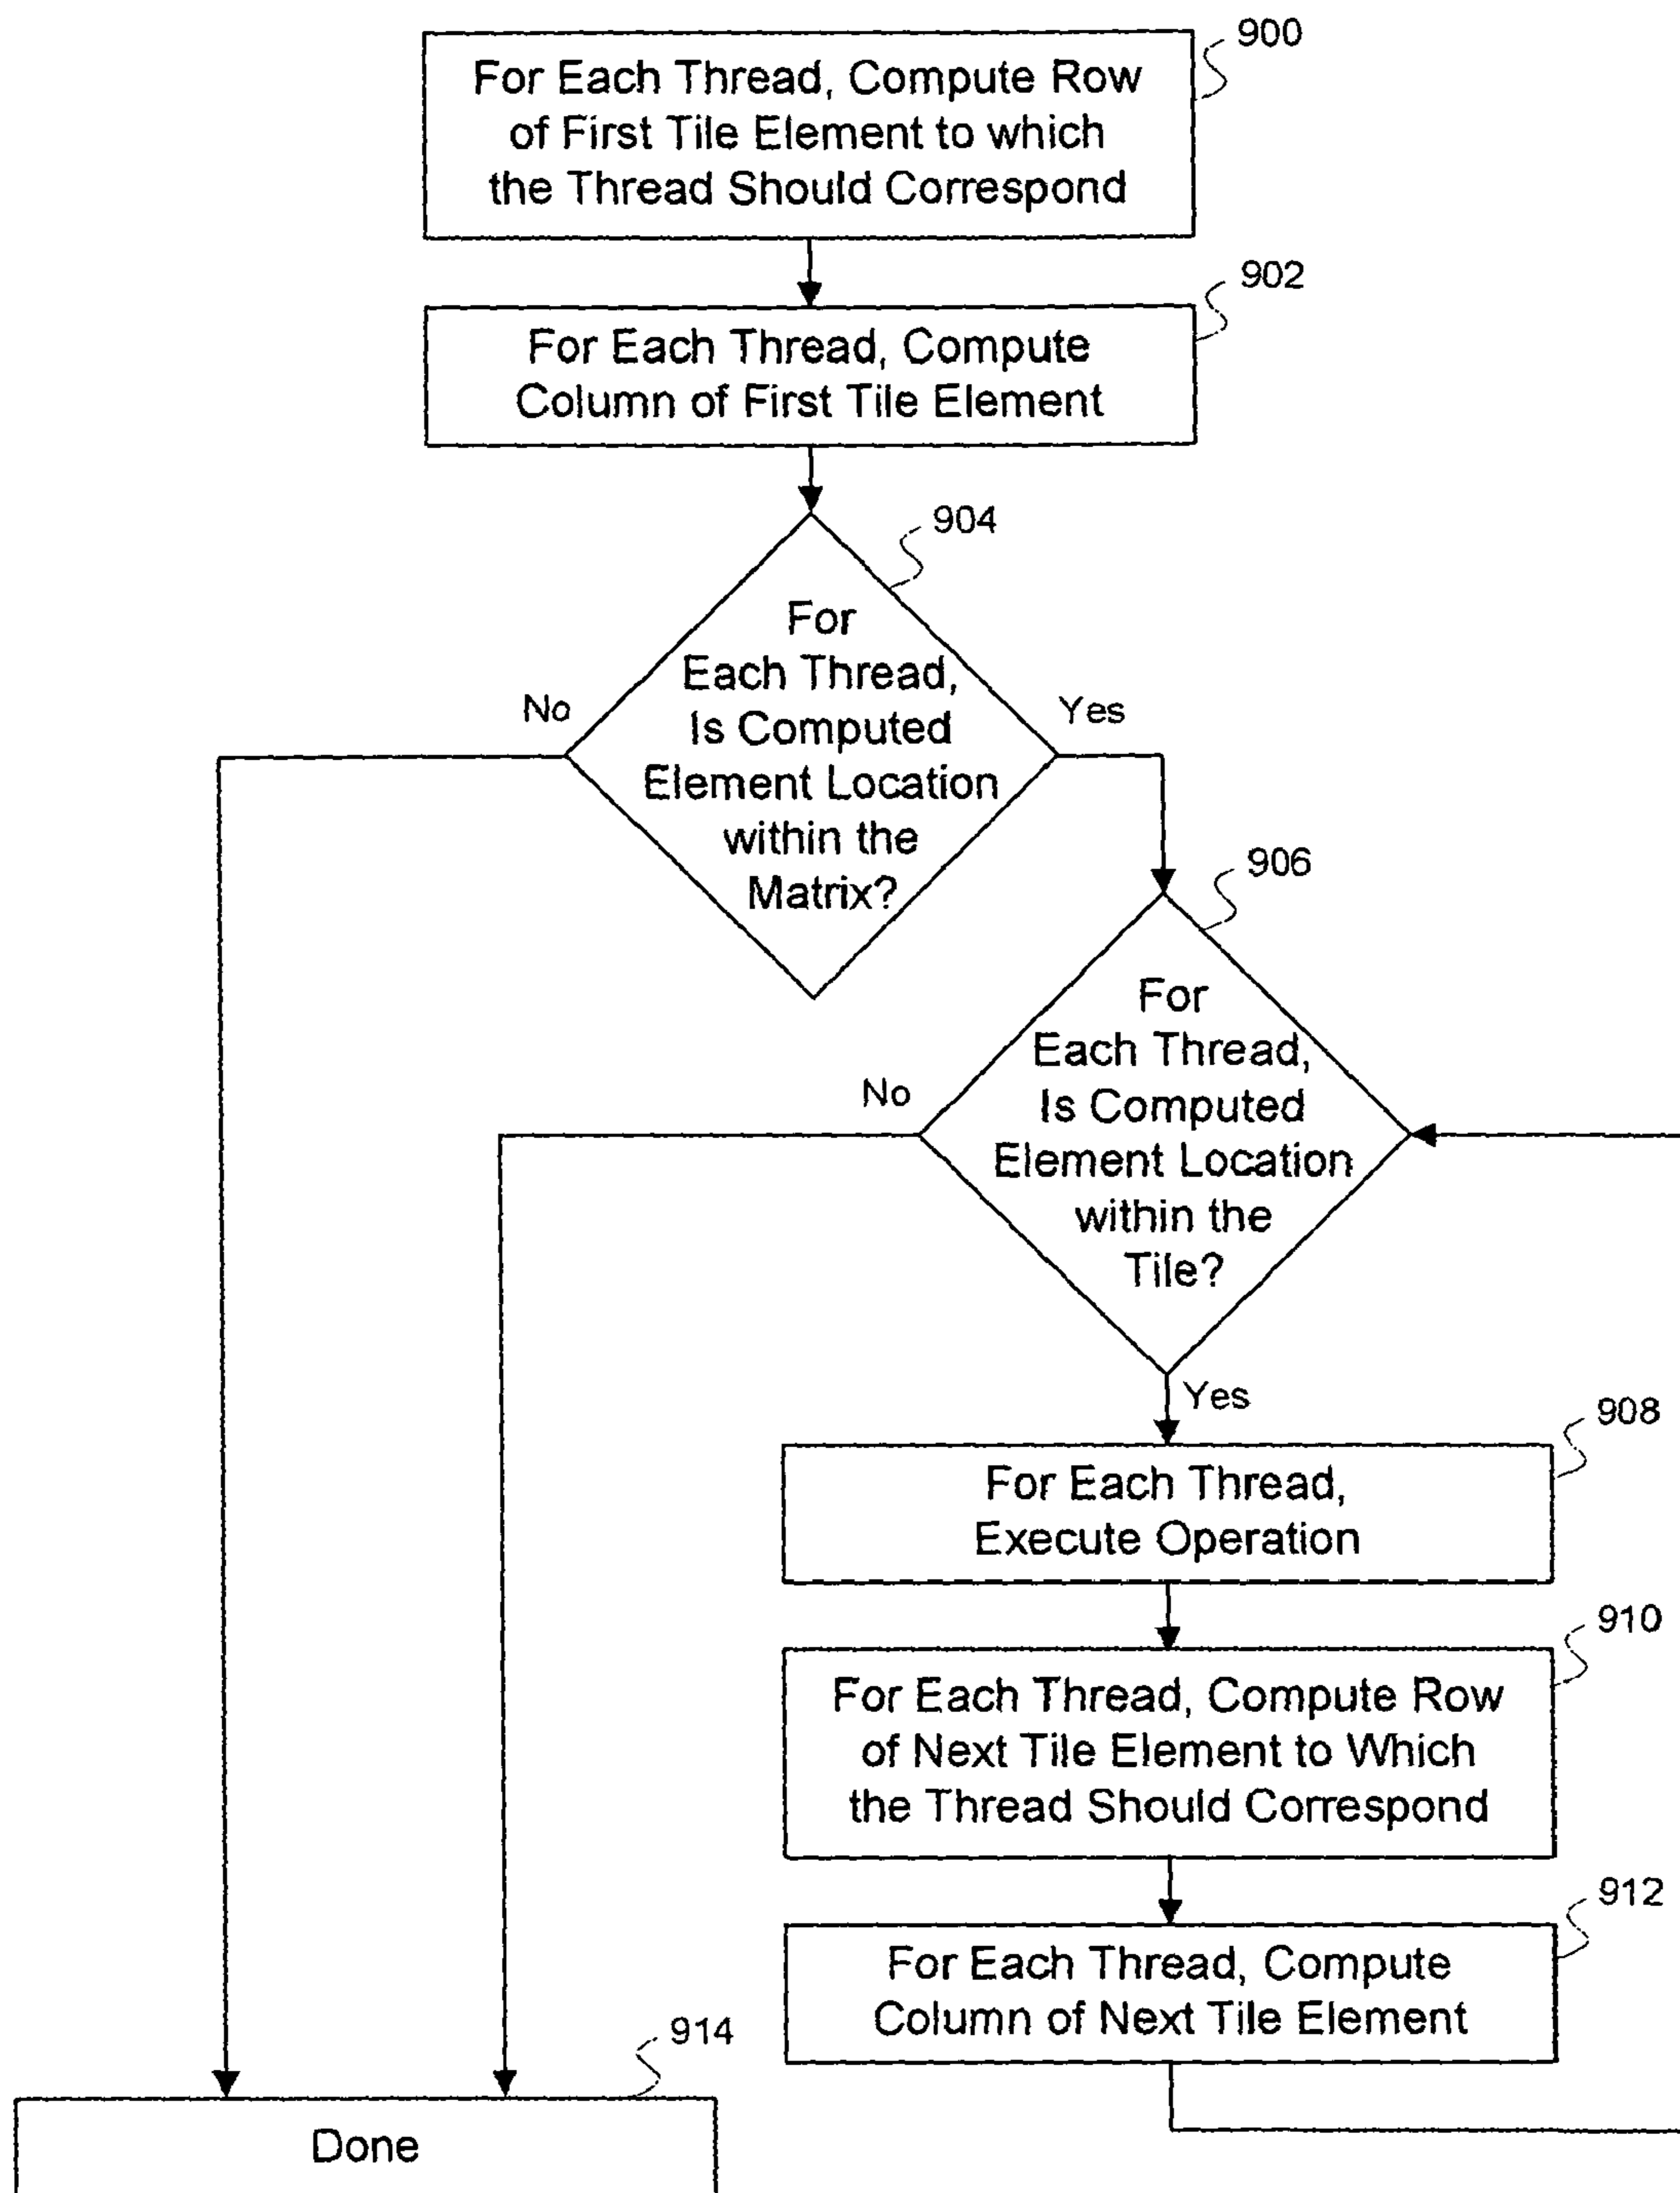 900
For Each Thread, Compute Row
of First Tile Element to which
the Thread Should Correspond
902
For Each Thread, Compute
Column of First Tile Element
904
For
Each Thread,
Is Computed
Element Location
within the
Matrix?
No
Yes
906
For
Each Thread,
Is Computed
Element Location
within the
Tile?
No
Yes
908
For Each Thread,
Execute Operation
910
For Each Thread, Compute Row
of Next Tile Element to Which
the Thread Should Correspond
912
For Each Thread, Compute
Column of Next Tile Element
914
Done